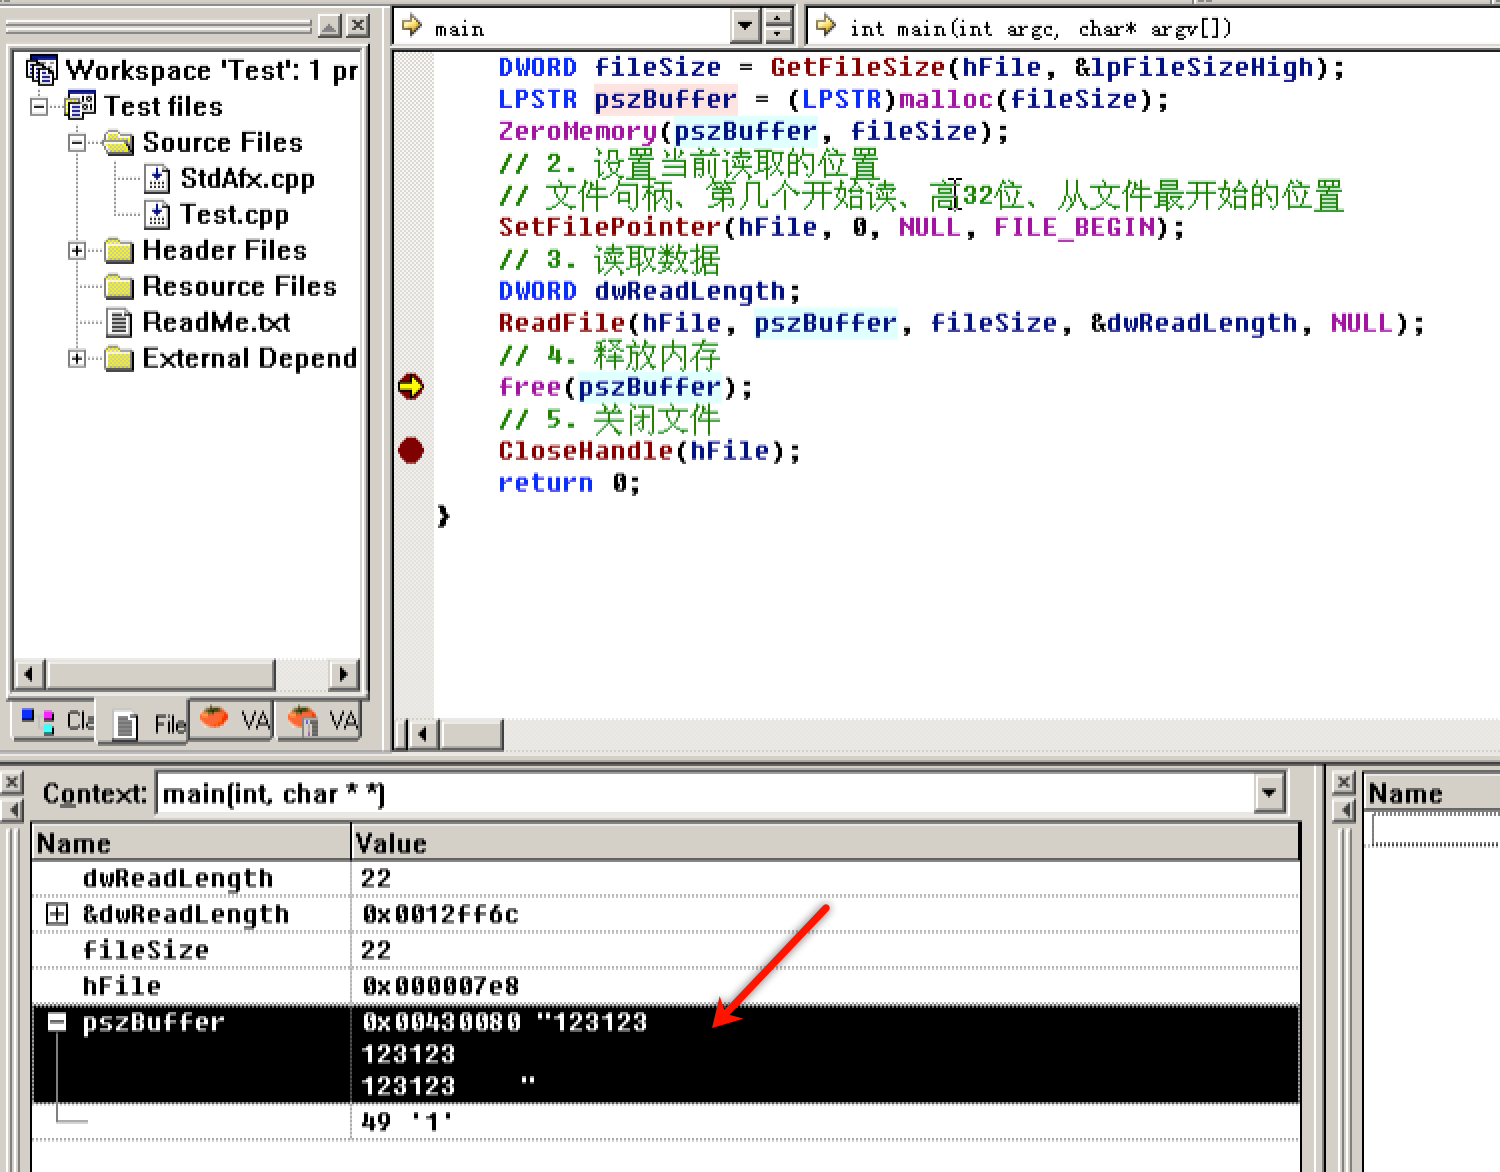 Workspace 'Test': 1 pr
Test files
Source Files
StdAfx.cpp
Test.cpp
Header Files
Resource Files
ReadMe.txt
External Depend
Cla
File
VA
VA
main
int main(int argc, char* argv[])
DWORD fileSize = GetFileSize(hFile, &lpFileSizeHigh);
LPSTR pszBuffer = (LPSTR)malloc(fileSize);
ZeroMemory(pszBuffer, fileSize);
// 2. 设置当前读取的位置
// 文件句柄、第几个开始读、高32位、从文件最开始的位置
SetFilePointer(hFile, 0, NULL, FILE_BEGIN);
// 3. 读取数据
DWORD dwReadLength;
ReadFile(hFile, pszBuffer, fileSize, &dwReadLength, NULL);
// 4. 释放内存
free(pszBuffer);
// 5. 关闭文件
CloseHandle(hFile);
return 0;
}
Context: main(int, char * *)
Name Value
dwReadLength 22
&dwReadLength 0x0012ff6c
fileSize 22
hFile 0x000007e8
pszBuffer 0x00430080 "123123
123123
123123 "
49 '1'
Name